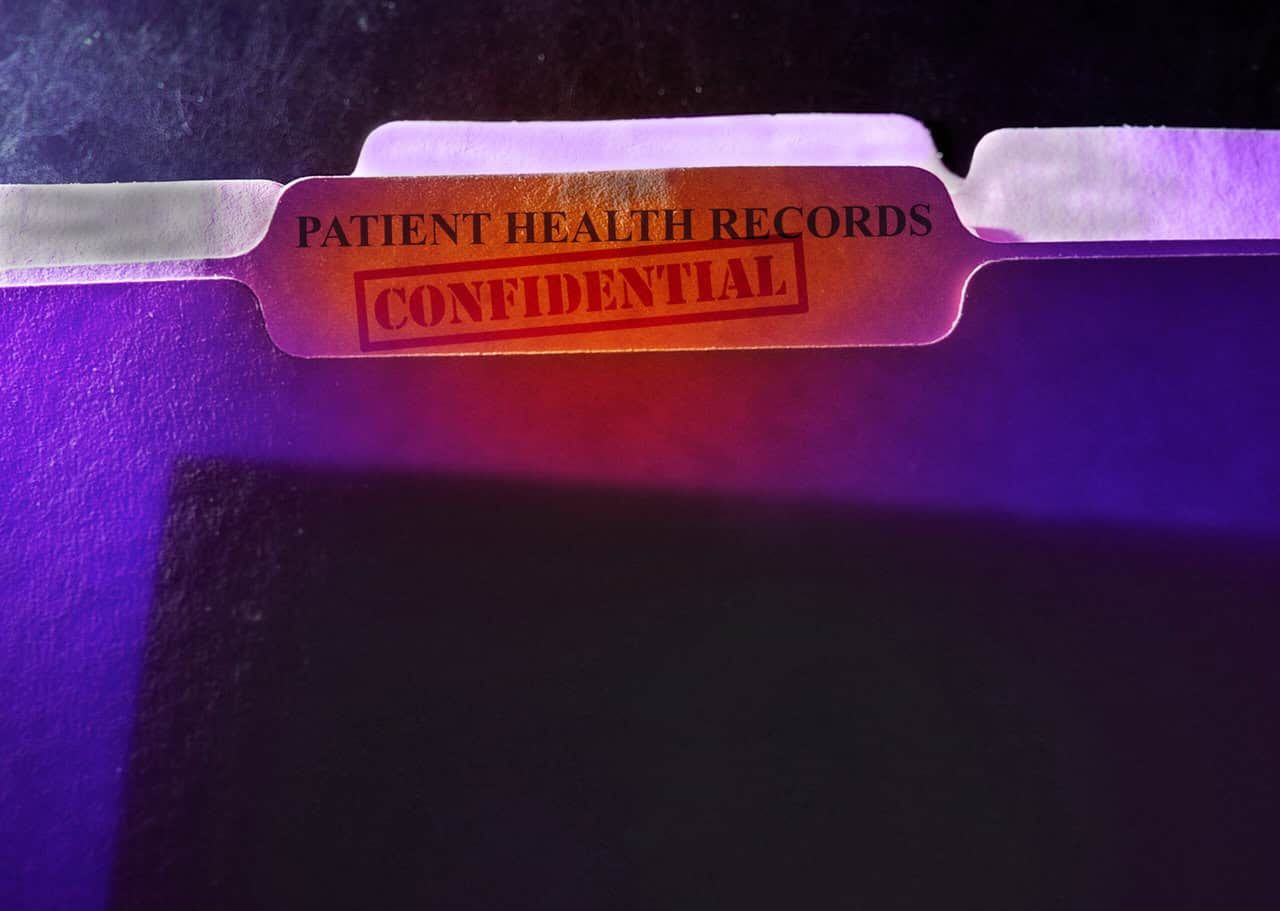 PATIENT HEALTH RECORDS
CONFIDENTIAL